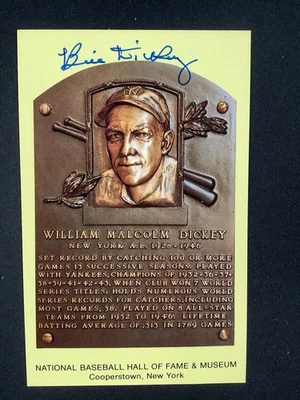 Bill Dickey
WILLIAM MALCOLM DICKEY
NEW YORK A.L. 1928-1946
SET RECORD BY CATCHING 100 OR MORE
GAMES 13 SUCCESSIVE SEASONS. PLAYED
WITH YANKEES, CHAMPIONS OF 1932-36-37-
38-39-41-42-43, WHEN CLUB WON 7 WORLD
SERIES TITLES. HOLDS NUMEROUS WORLD
SERIES RECORDS FOR CATCHERS, INCLUDING
MOST GAMES, 38. PLAYED ON 8 ALL-STAR
TEAMS FROM 1932 TO 1946. LIFETIME
BATTING AVERAGE OF .313 IN 1789 GAMES.
NATIONAL BASEBALL HALL OF FAME & MUSEUM
Cooperstown, New York